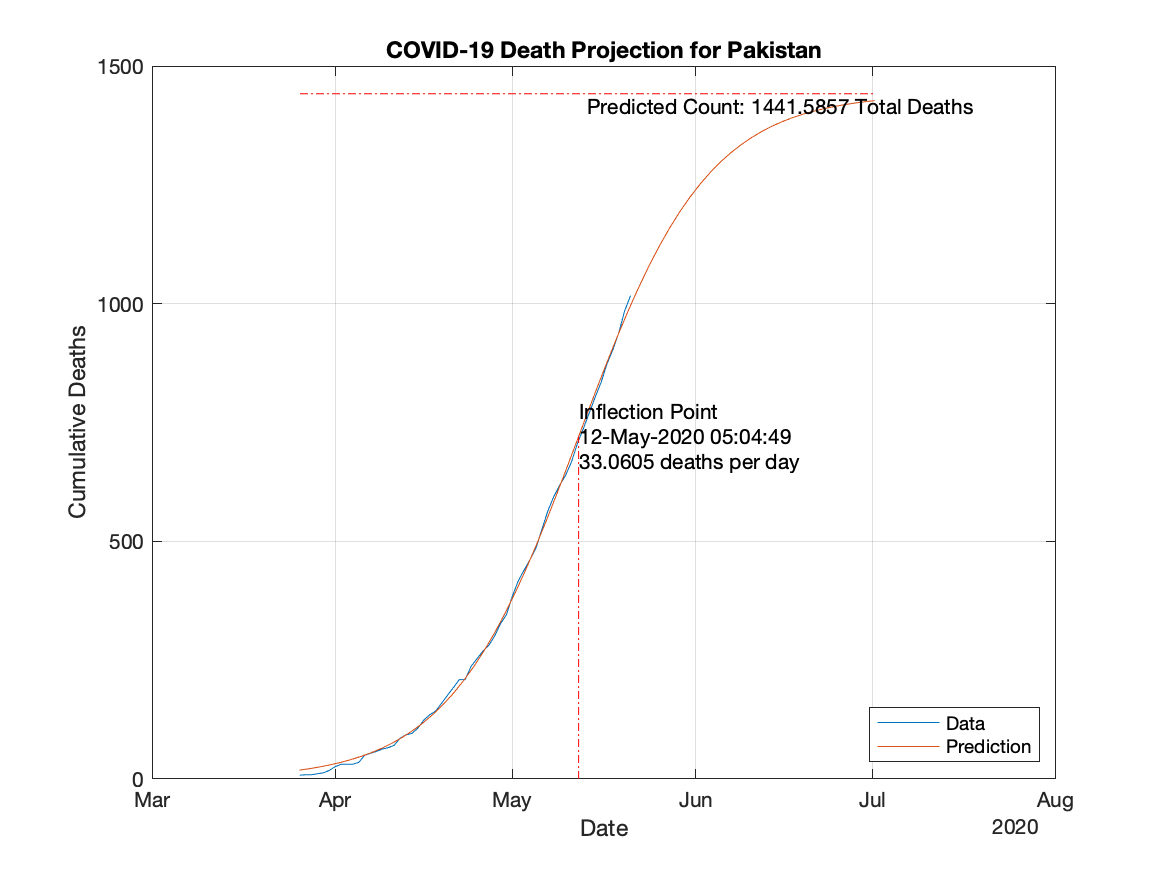 COVID-19 Death Projection for Pakistan
1500
Predicted Count: 1441.5857 Total Deaths
1000
Cumulative Deaths
Inflection Point
12-May-2020 05:04:49
33.0605 deaths per day
500
Data
Prediction
0
Mar Apr May Jun Jul Aug
Date
2020